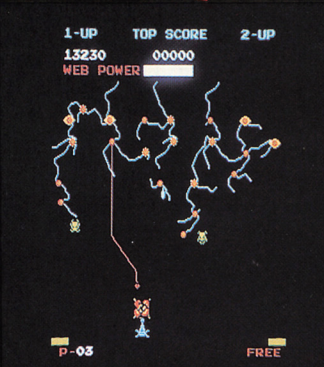 1-UP TOP SCORE 2-UP
13230 00000
WEB POWER
P-03 FREE